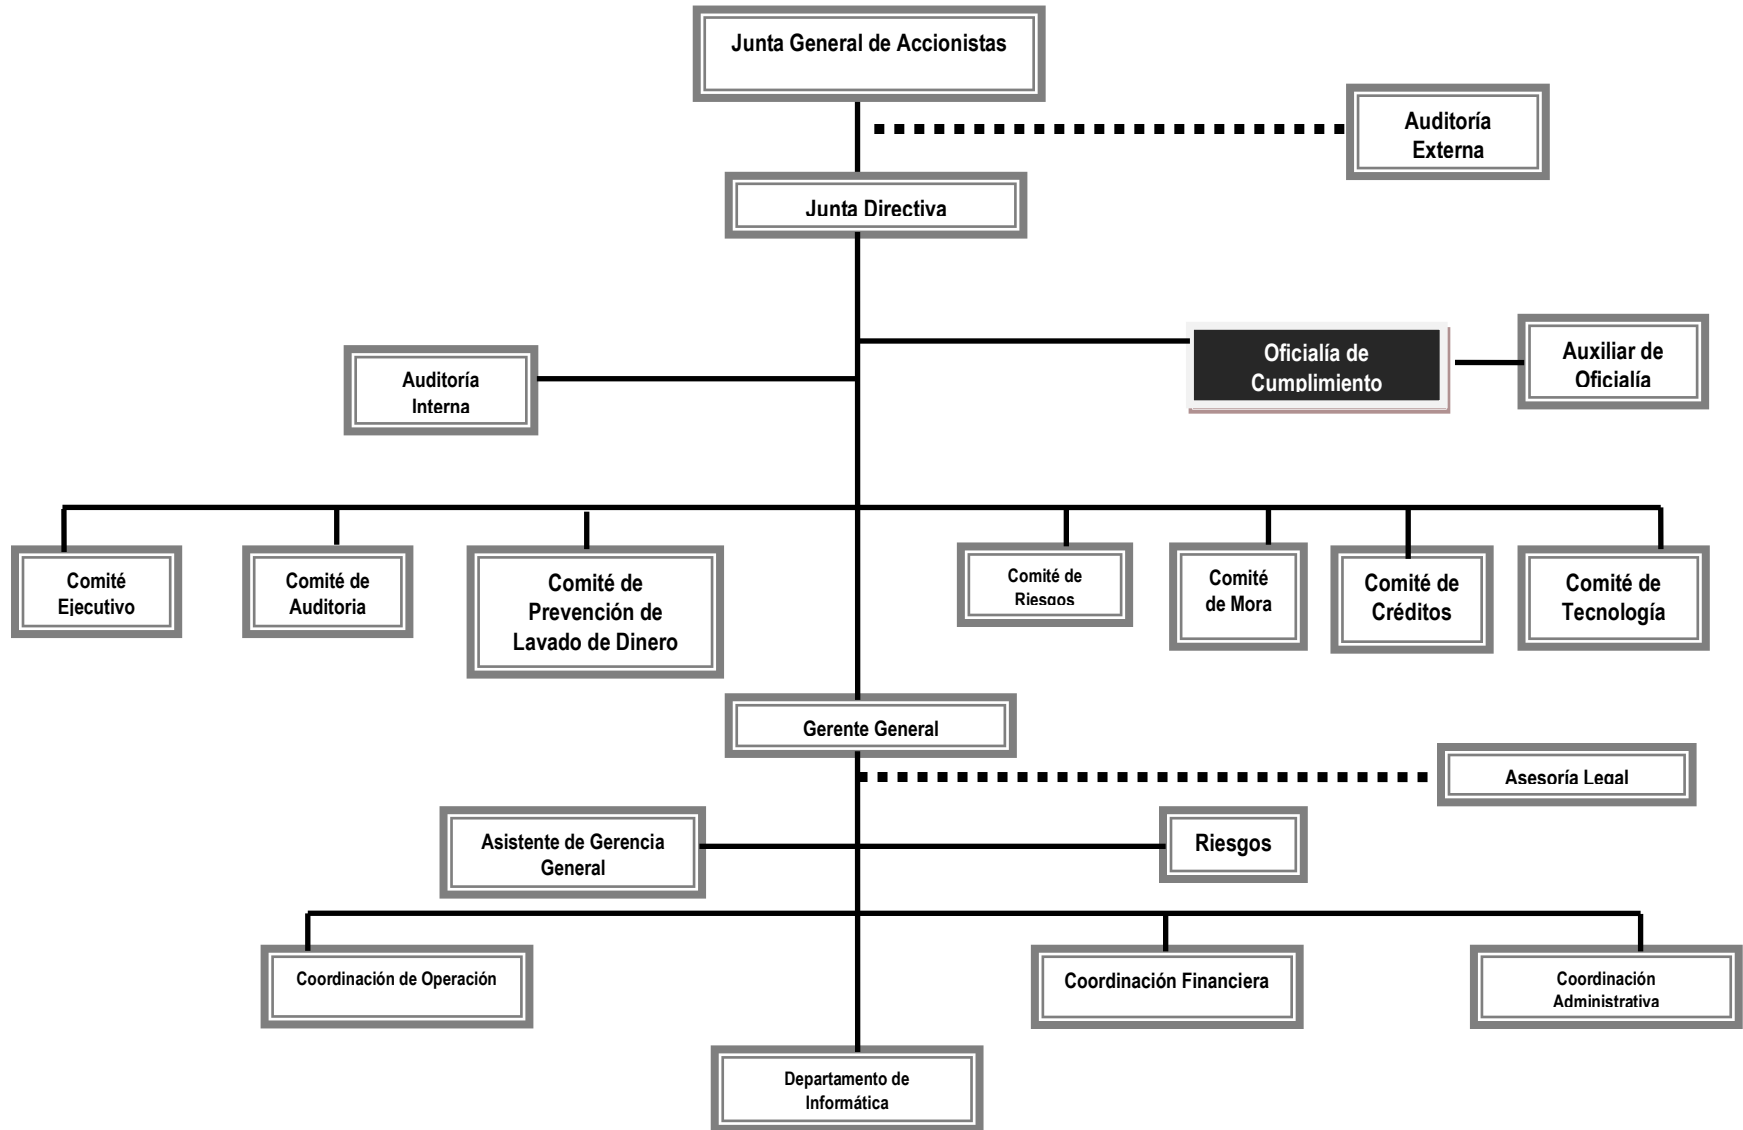 Junta General de Accionistas
Auditoría
Externa
Junta Directiva
Oficialía de
Cumplimiento
Auxiliar de
Oficialía
Auditoría
Interna
Comité
Ejecutivo
Comité de
Auditoria
Comité de
Prevención de
Lavado de Dinero
Comité de
Riesgos
Comité
de Mora
Comité de
Créditos
Comité de
Tecnología
Gerente General
Asesoría Legal
Asistente de Gerencia
General
Riesgos
Coordinación de Operación
Coordinación Financiera
Coordinación
Administrativa
Departamento de
Informática